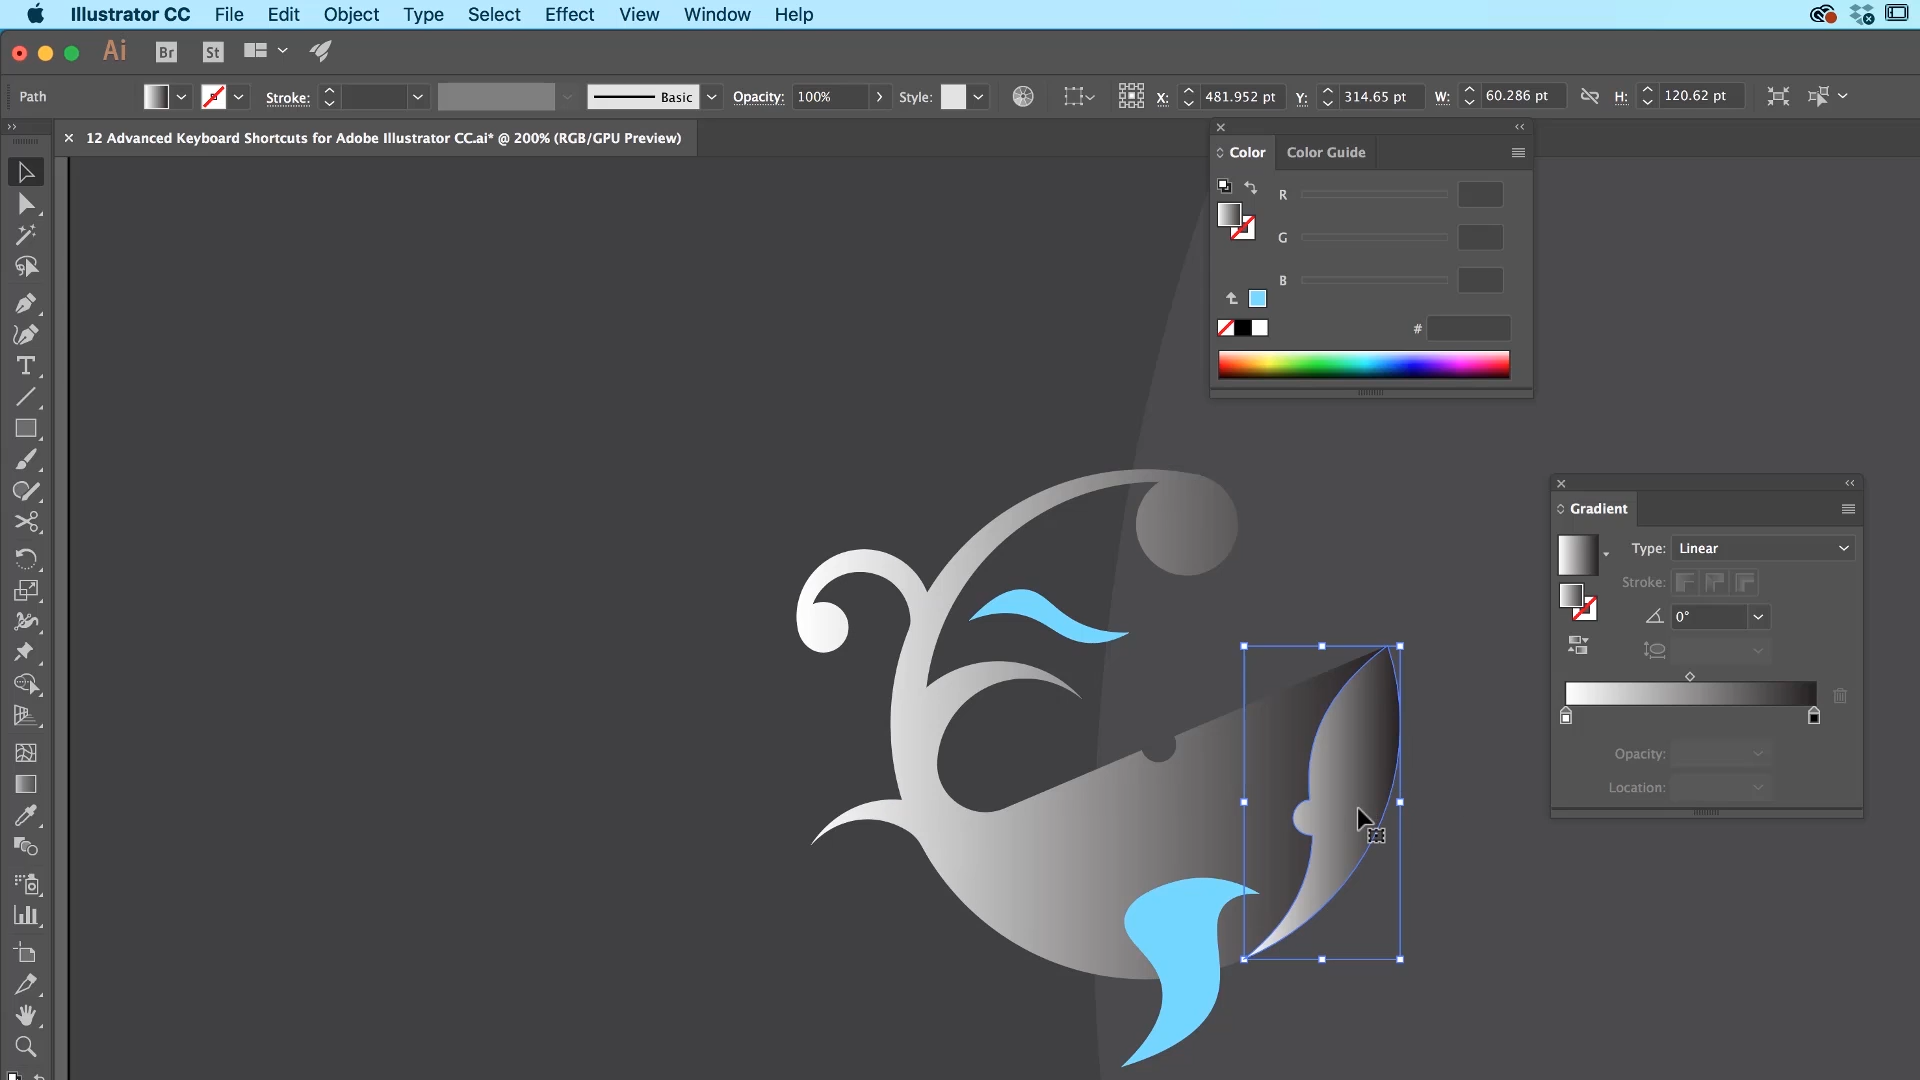 Illustrator CC File Edit Object Type Select Effect View Window Help
Ai Br St
Path Stroke: Basic Opacity: 100% Style: X: 481.952 pt Y: 314.65 pt W: 60.286 pt H: 120.62 pt
12 Advanced Keyboard Shortcuts for Adobe Illustrator CC.ai* @ 200% (RGB/GPU Preview)
Color Color Guide
R
G
B
#
Gradient
Type: Linear
Stroke:
0°
Opacity:
Location: